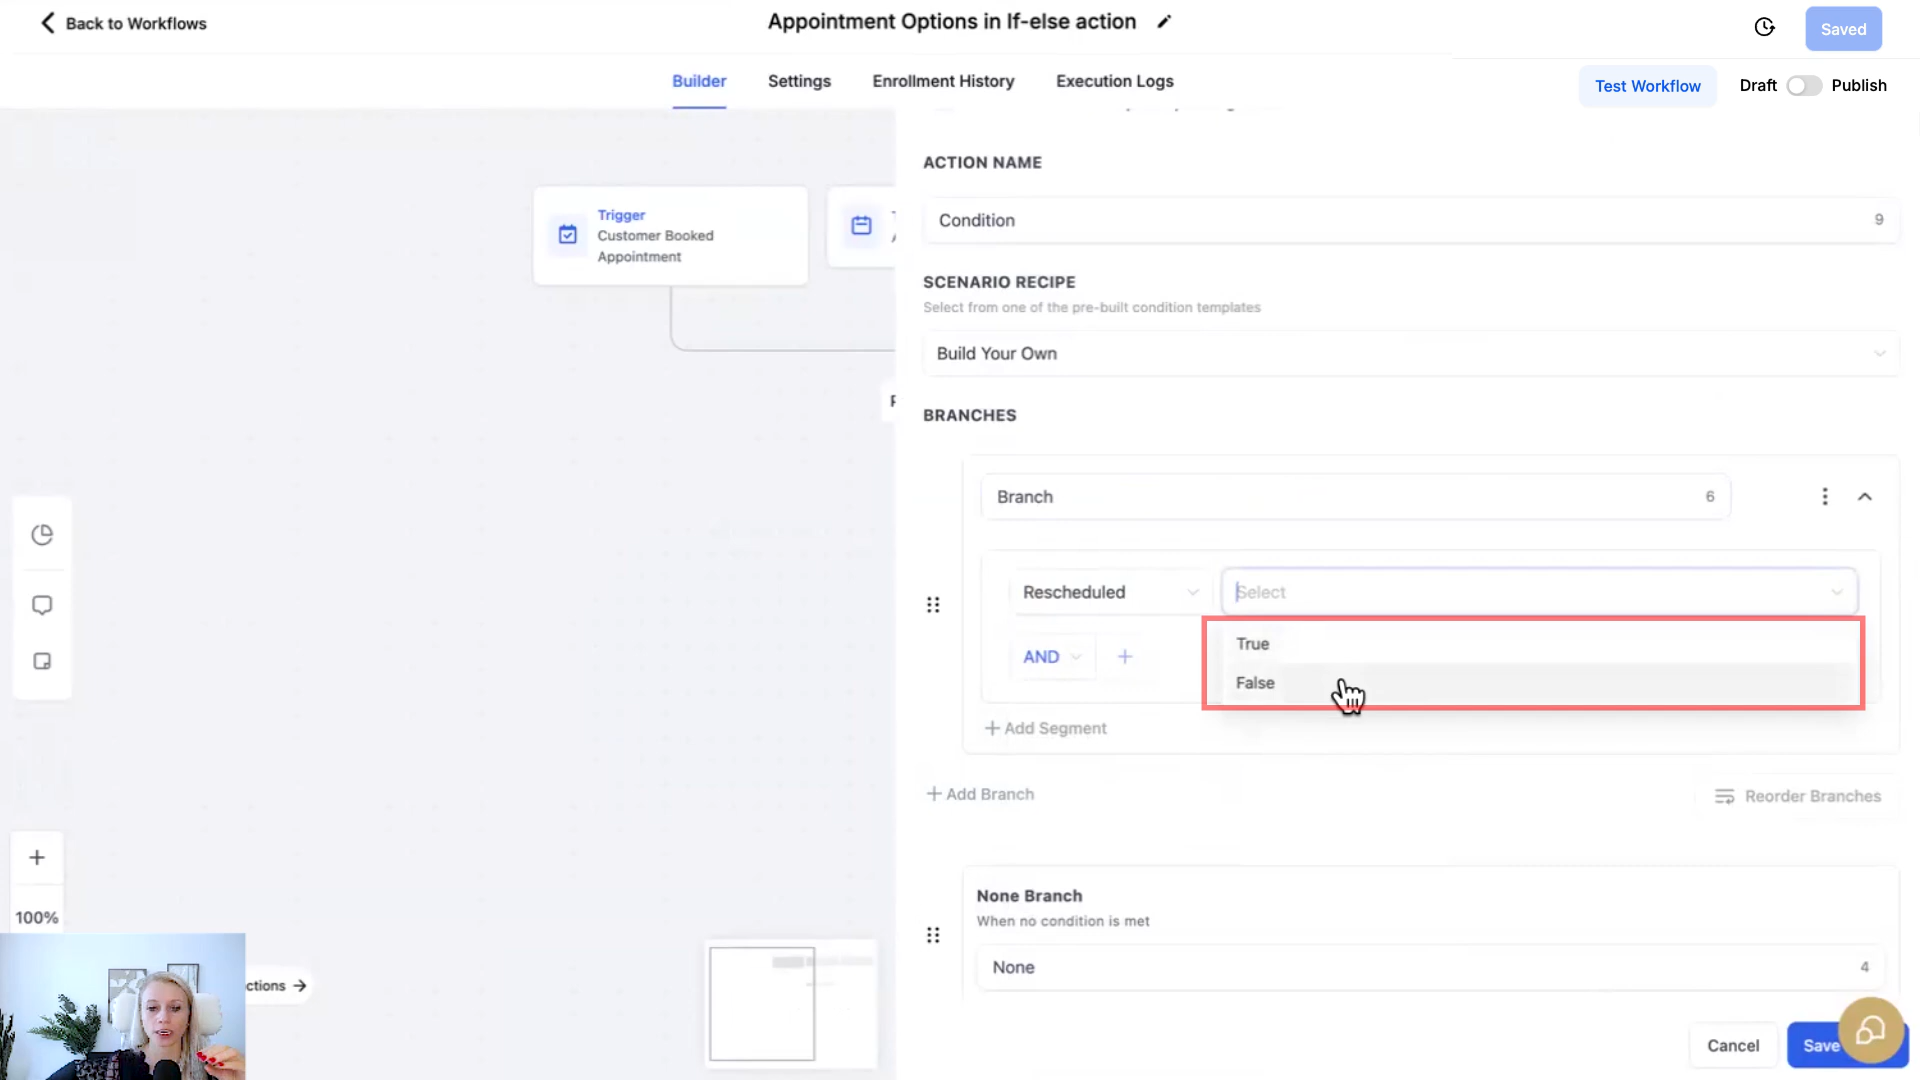 Back to Workflows
Appointment Options in If-else action
Saved
Builder
Settings
Enrollment History
Execution Logs
Test Workflow
Draft
Publish
Trigger
Customer Booked
Appointment
ACTION NAME
Condition
9
SCENARIO RECIPE
Select from one of the pre-built condition templates
Build Your Own
BRANCHES
Branch
6
Rescheduled
Select
True
AND
False
+ Add Segment
+ Add Branch
Reorder Branches
None Branch
When no condition is met
None
4
100%
ctions →
Cancel
Save